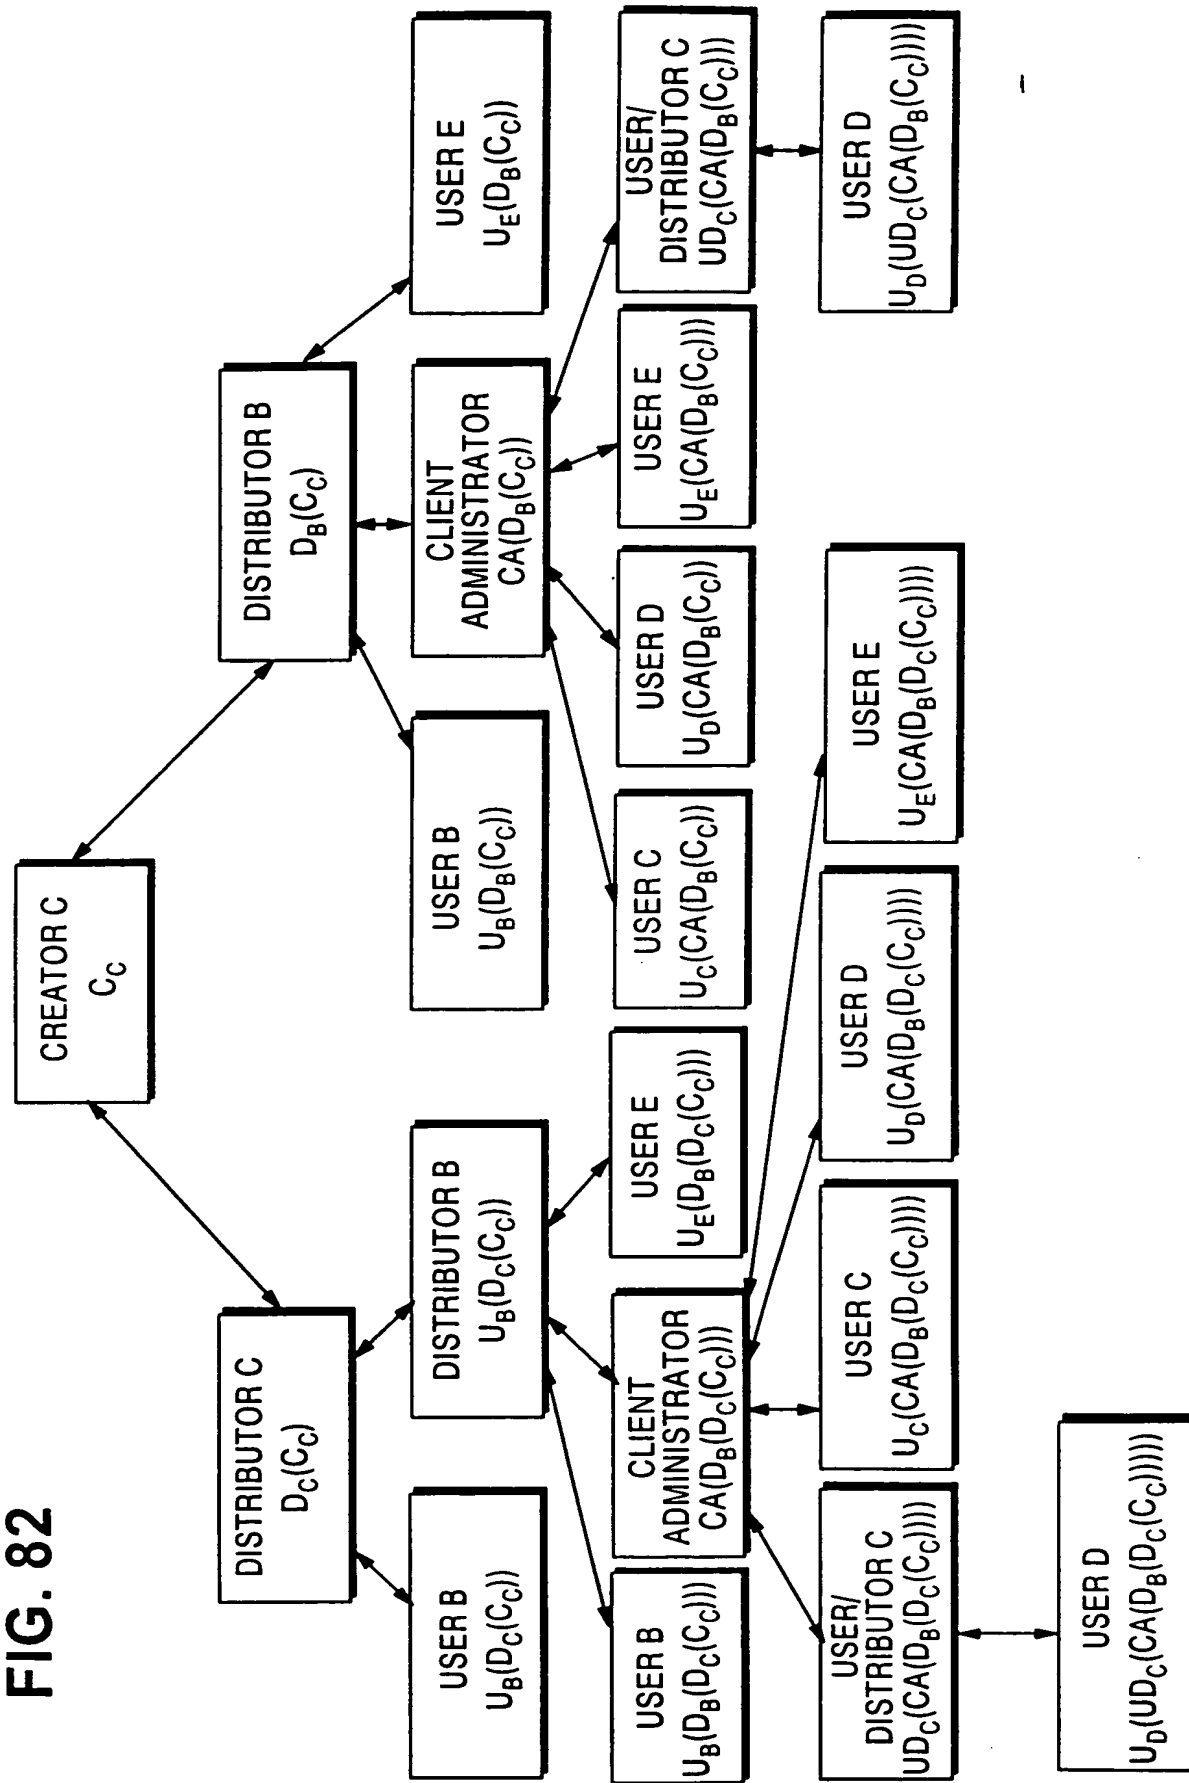 FIG. 82
CREATOR C
C_C
DISTRIBUTOR C
D_C(C_C)
DISTRIBUTOR B
D_B(C_C)
USER B
U_B(D_C(C_C))
DISTRIBUTOR B
U_B(D_C(C_C))
USER B
U_B(D_B(C_C))
CLIENT
ADMINISTRATOR
CA(D_B(C_C))
USER E
U_E(D_B(C_C))
USER B
U_B(D_B(D_C(C_C)))
CLIENT
ADMINISTRATOR
CA(D_B(D_C(C_C)))
USER E
U_E(D_B(D_C(C_C)))
USER C
U_C(CA(D_B(C_C))
USER D
U_D(CA(D_B(C_C))
USER E
U_E(CA(D_B(C_C)))
USER/
DISTRIBUTOR C
UD_C(CA(D_B(C_C)))
USER/
DISTRIBUTOR C
UD_C(CA(D_B(D_C(C_C))))
USER C
U_C(CA(D_B(D_C(C_C))))
USER D
U_D(CA(D_B(D_C(C_C))))
USER E
U_E(CA(D_B(D_C(C_C))))
USER D
U_D(UD_C(CA(D_B(C_C))))
USER D
U_D(UD_C(CA(D_B(D_C(C_C)))))